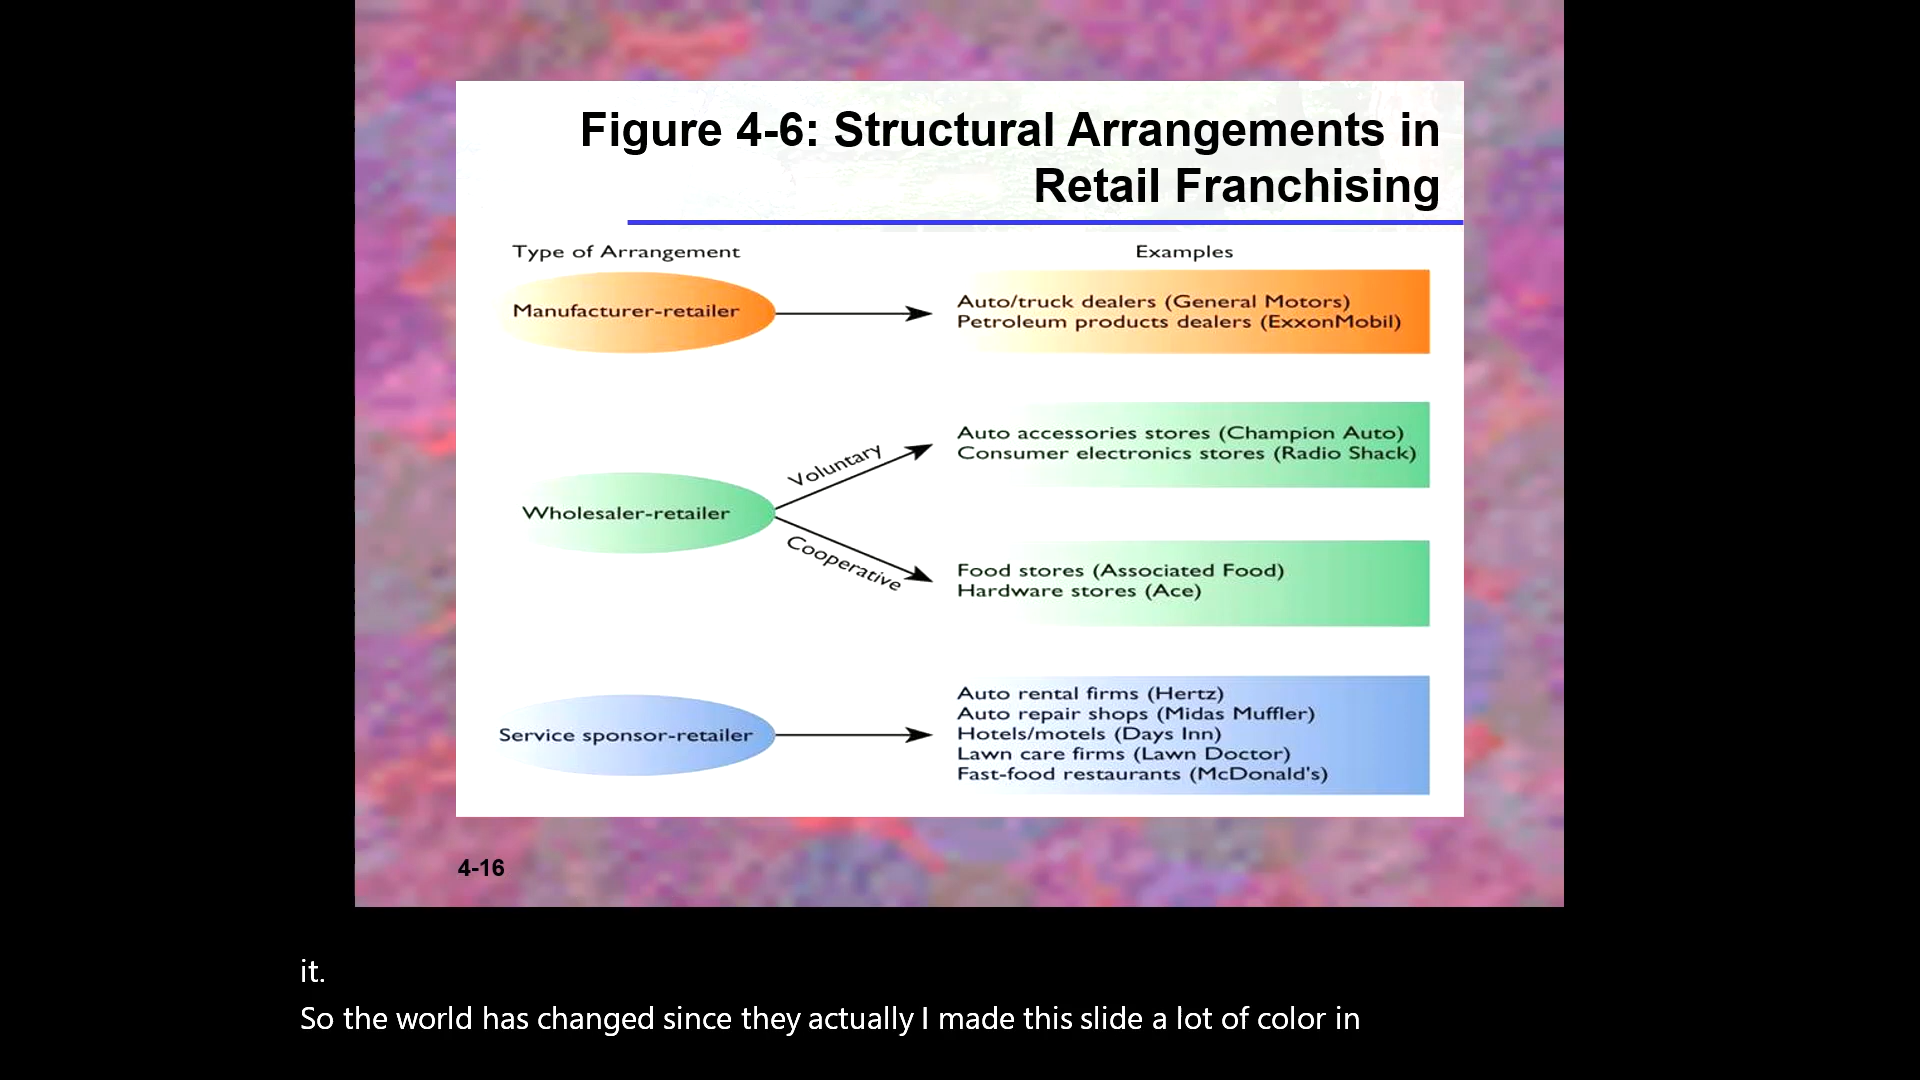 Figure 4-6: Structural Arrangements in
Retail Franchising
Type of Arrangement
Examples
Manufacturer-retailer
Auto/truck dealers (General Motors)
Petroleum products dealers (ExxonMobil)
Wholesaler-retailer
Voluntary
Auto accessories stores (Champion Auto)
Consumer electronics stores (Radio Shack)
Cooperative
Food stores (Associated Food)
Hardware stores (Ace)
Service sponsor-retailer
Auto rental firms (Hertz)
Auto repair shops (Midas Muffler)
Hotels/motels (Days Inn)
Lawn care firms (Lawn Doctor)
Fast-food restaurants (McDonald's)
4-16
it.
So the world has changed since they actually I made this slide a lot of color in